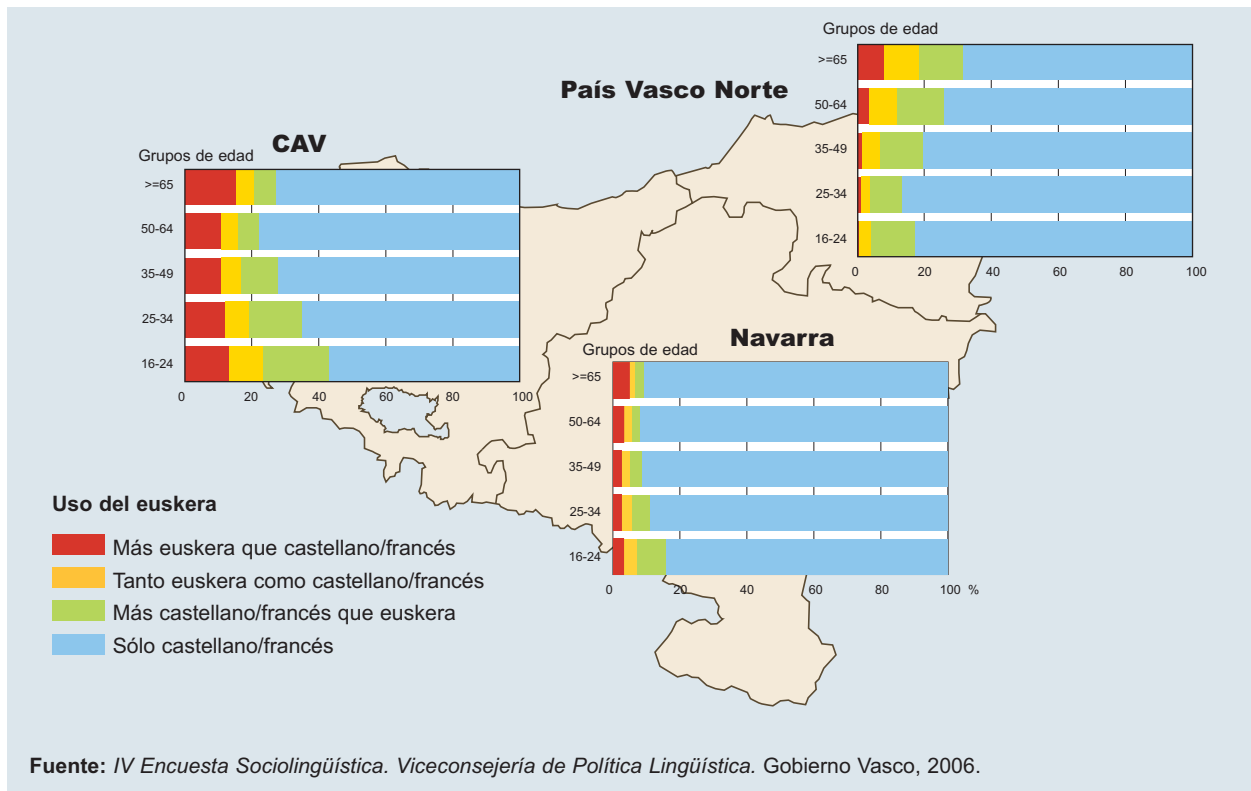 Grupos de edad
>=65
50-64
35-49
25-34
16-24
0 20 40 60 80 100
País Vasco Norte
CAV
Grupos de edad
>=65
50-64
35-49
25-34
16-24
0 20 40 60 80 100
Navarra
Grupos de edad
>=65
50-64
35-49
25-34
16-24
0 20 40 60 80 100 %
Uso del euskera
Más euskera que castellano/francés
Tanto euskera como castellano/francés
Más castellano/francés que euskera
Sólo castellano/francés
Fuente: IV Encuesta Sociolingüística. Viceconsejería de Política Lingüística. Gobierno Vasco, 2006.